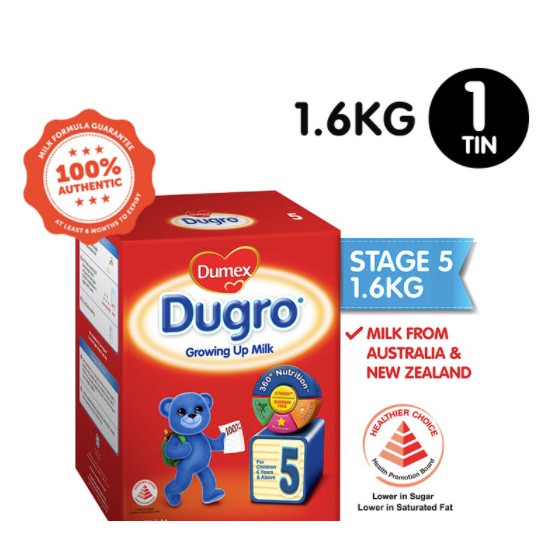 1.6KG
1
TIN
MILK FORMULA GUARANTEE
100%
AUTHENTIC
AT LEAST 6 MONTHS TO EXPIRY
Dugro
5
Dumex
Dugro
Growing Up Milk
STAGE 5
1.6KG
MILK FROM
AUSTRALIA &
NEW ZEALAND
360° Nutrition
100%
For
Children
6 Years
& Above
5
HEALTHIER CHOICE
Health Promotion Board
Lower in Sugar
Lower in Saturated Fat